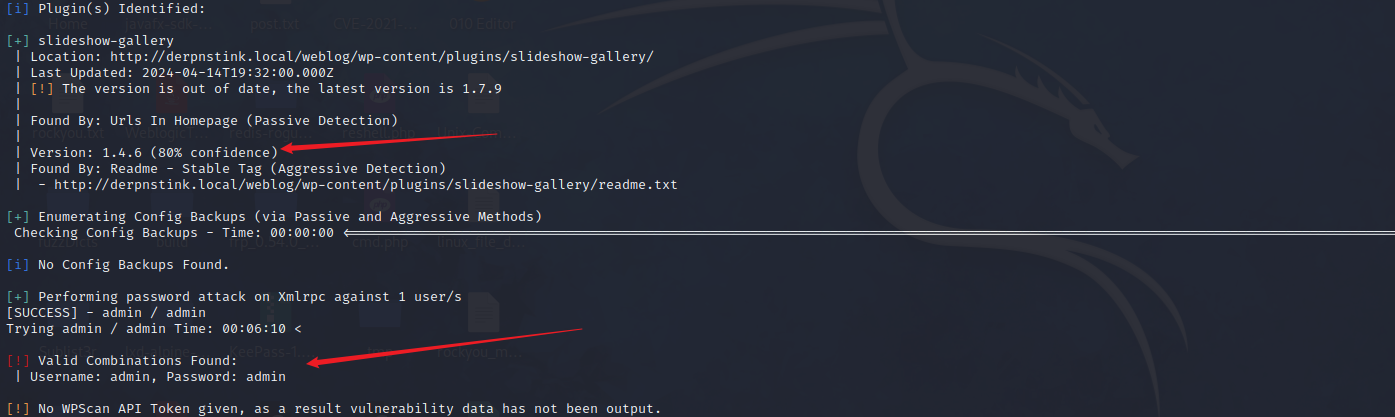 [i] Plugin(s) Identified:
[+] slideshow-gallery
| Location: http://derpnstink.local/weblog/wp-content/plugins/slideshow-gallery/
| Last Updated: 2024-04-14T19:32:00.000Z
| [!] The version is out of date, the latest version is 1.7.9
|
| Found By: Urls In Homepage (Passive Detection)
|
| Version: 1.4.6 (80% confidence)
| Found By: Readme - Stable Tag (Aggressive Detection)
|  - http://derpnstink.local/weblog/wp-content/plugins/slideshow-gallery/readme.txt
[+] Enumerating Config Backups (via Passive and Aggressive Methods)
Checking Config Backups - Time: 00:00:00
[i] No Config Backups Found.
[+] Performing password attack on Xmlrpc against 1 user/s
[SUCCESS] - admin / admin
Trying admin / admin Time: 00:06:10 <
[!] Valid Combinations Found:
| Username: admin, Password: admin
[!] No WPScan API Token given, as a result vulnerability data has not been output.